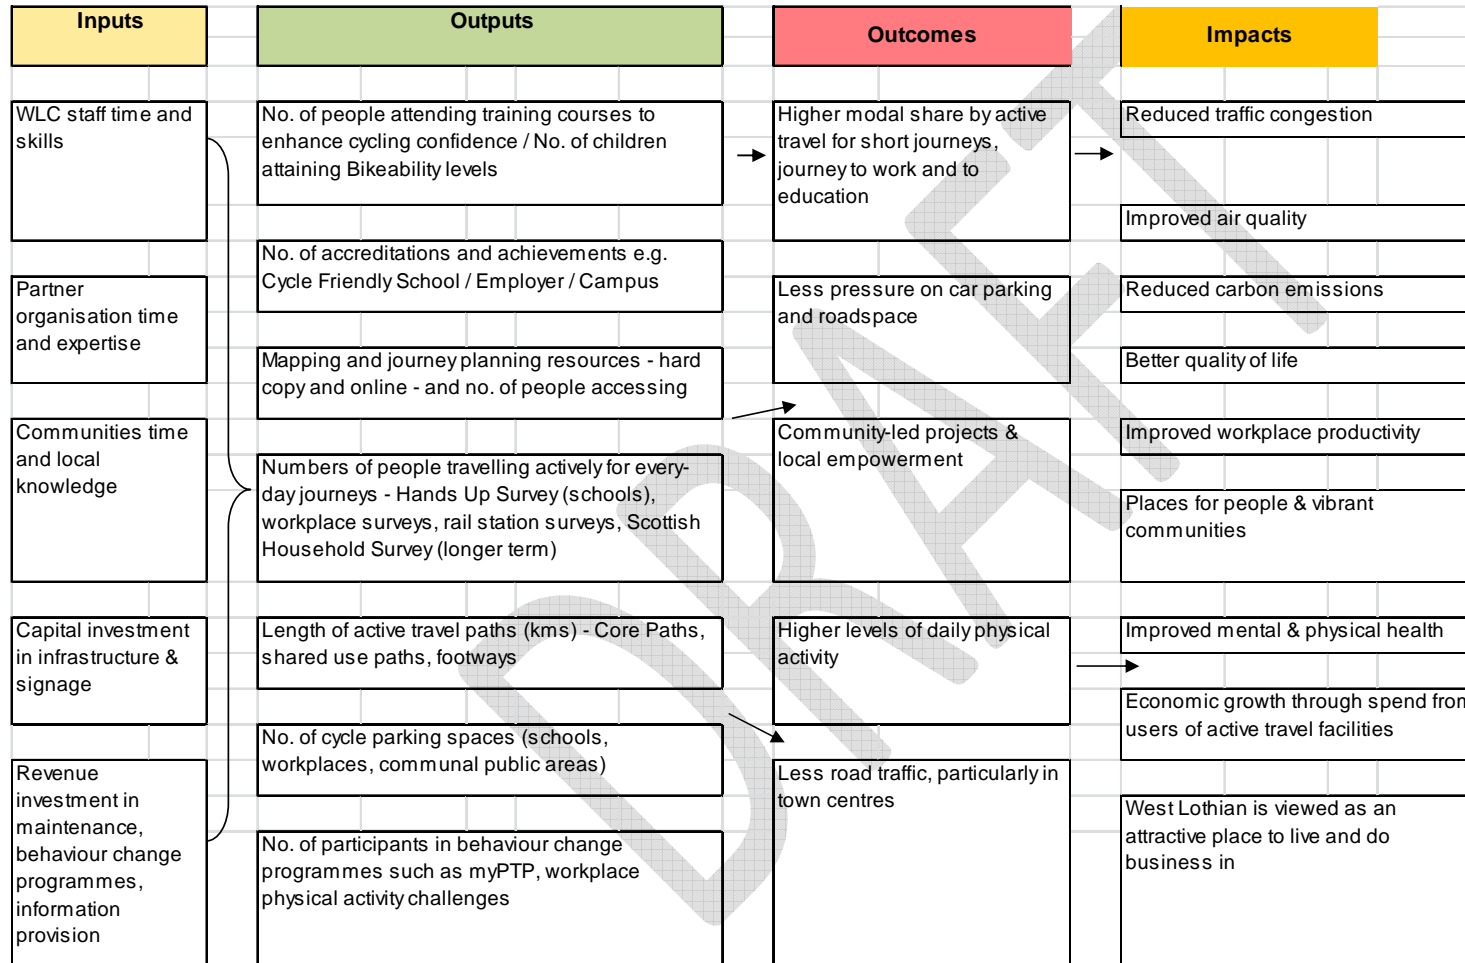 Inputs
Outputs
Outcomes
Impacts
WLC staff time and
skills
Partner
organisation time
and expertise
Communities time
and local
knowledge
Capital investment
in infrastructure &
signage
Revenue
investment in
maintenance,
behaviour change
programmes,
information
provision
No. of people attending training courses to
enhance cycling confidence / No. of children
attaining Bikeability levels
No. of accreditations and achievements e.g.
Cycle Friendly School / Employer / Campus
Mapping and journey planning resources - hard
copy and online - and no. of people accessing
Numbers of people travelling actively for every-
day journeys - Hands Up Survey (schools),
workplace surveys, rail station surveys, Scottish
Household Survey (longer term)
Length of active travel paths (kms) - Core Paths,
shared use paths, footways
No. of cycle parking spaces (schools,
workplaces, communal public areas)
No. of participants in behaviour change
programmes such as myPTP, workplace
physical activity challenges
Higher modal share by active
travel for short journeys,
journey to work and to
education
Less pressure on car parking
and roadspace
Community-led projects &
local empowerment
Higher levels of daily physical
activity
Less road traffic, particularly in
town centres
Reduced traffic congestion
Improved air quality
Reduced carbon emissions
Better quality of life
Improved workplace productivity
Places for people & vibrant
communities
Improved mental & physical health
Economic growth through spend from
users of active travel facilities
West Lothian is viewed as an
attractive place to live and do
business in
DRAFT